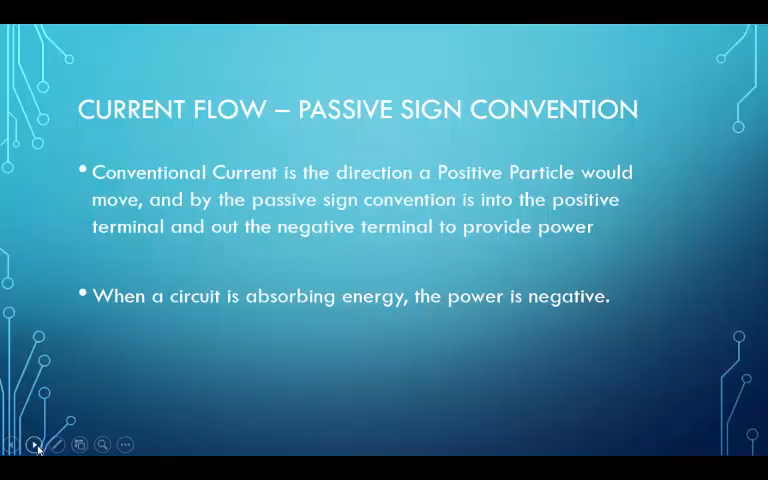 CURRENT FLOW – PASSIVE SIGN CONVENTION
• Conventional Current is the direction a Positive Particle would
move, and by the passive sign convention is into the positive
terminal and out the negative terminal to provide power
• When a circuit is absorbing energy, the power is negative.